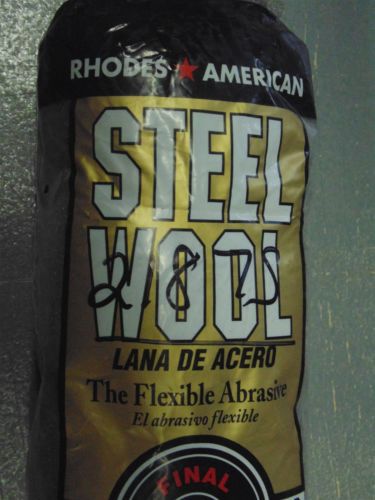 RHODES ★ AMERICAN
STEEL
WOOL
LANA DE ACERO
The Flexible Abrasive
El abrasivo flexible
FINAL